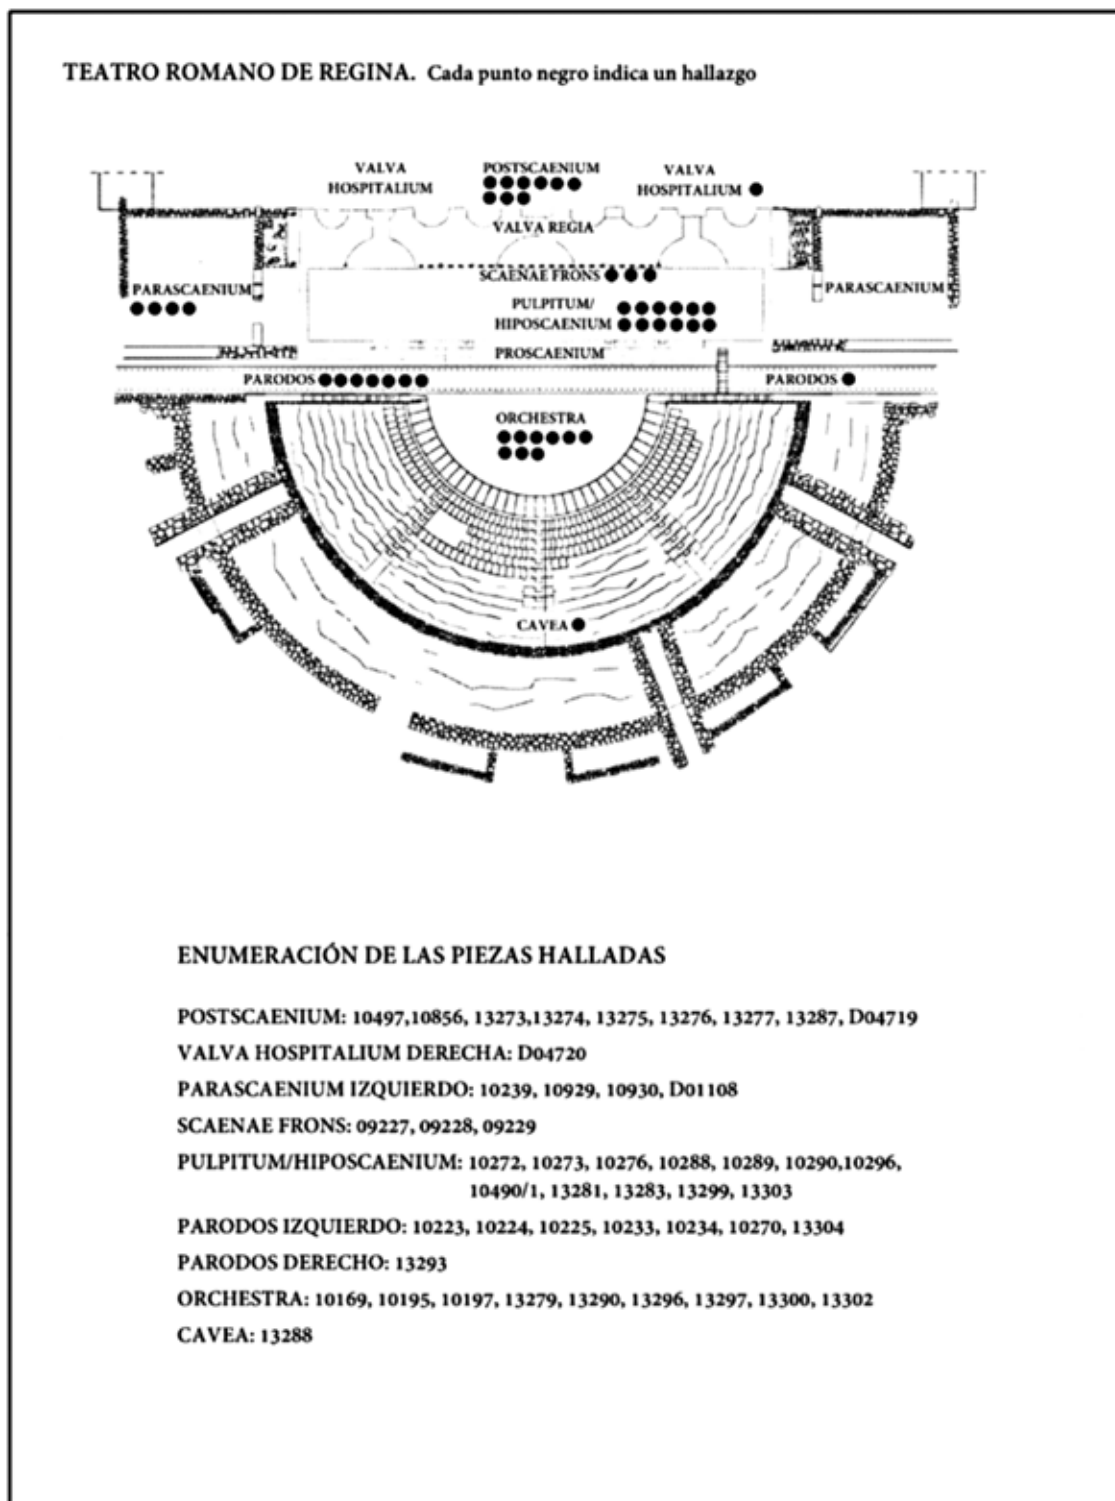 TEATRO ROMANO DE REGINA. Cada punto negro indica un hallazgo
VALVA
HOSPITALIUM
POSTSCAENIUM
VALVA
HOSPITALIUM
VALVA REGIA
SCAENAE FRONS
PARASCAENIUM
PARASCAENIUM
PULPITUM/
HIPOSCAENIUM
PROSCAENIUM
PARODOS
PARODOS
ORCHESTRA
CAVEA
ENUMERACIÓN DE LAS PIEZAS HALLADAS
POSTSCAENIUM: 10497,10856, 13273,13274, 13275, 13276, 13277, 13287, D04719
VALVA HOSPITALIUM DERECHA: D04720
PARASCAENIUM IZQUIERDO: 10239, 10929, 10930, D01108
SCAENAE FRONS: 09227, 09228, 09229
PULPITUM/HIPOSCAENIUM: 10272, 10273, 10276, 10288, 10289, 10290,10296,
10490/1, 13281, 13283, 13299, 13303
PARODOS IZQUIERDO: 10223, 10224, 10225, 10233, 10234, 10270, 13304
PARODOS DERECHO: 13293
ORCHESTRA: 10169, 10195, 10197, 13279, 13290, 13296, 13297, 13300, 13302
CAVEA: 13288